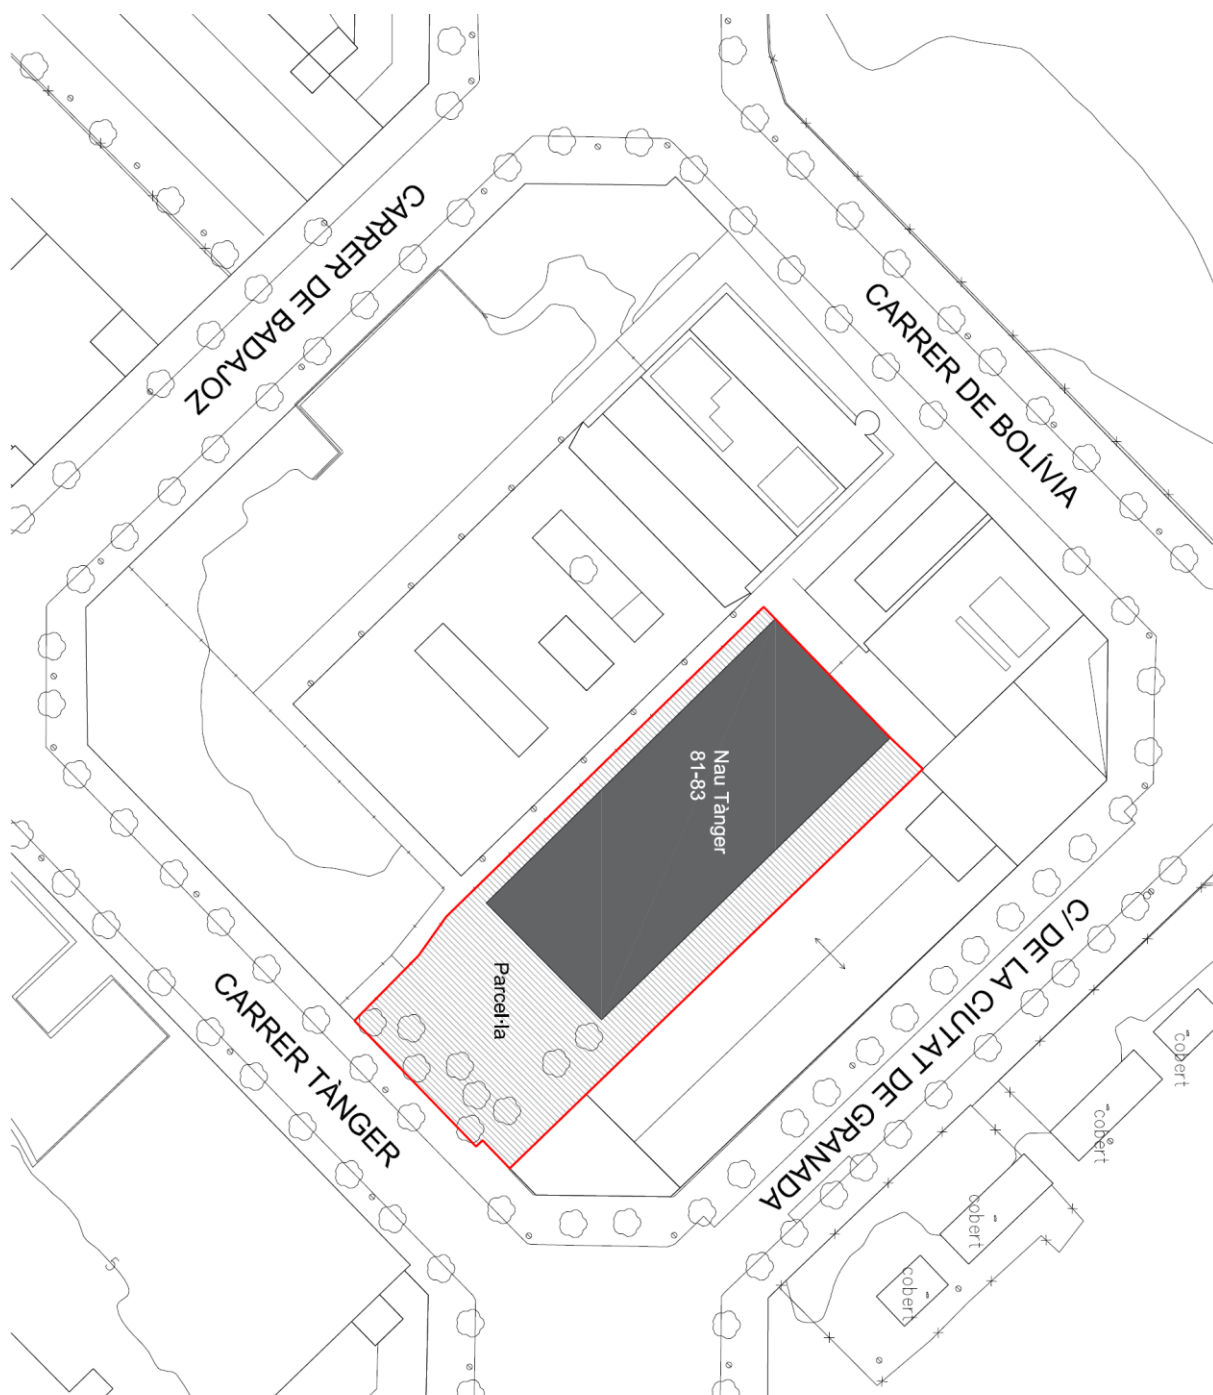 CARRER DE BADAJOZ
CARRER DE BOLÍVIA
Nau Tànger
81-83
Parcel·la
CARRER TÀNGER
C/ DE LA CIUTAT DE GRANADA
cobert
cobert
cobert
cobert
5